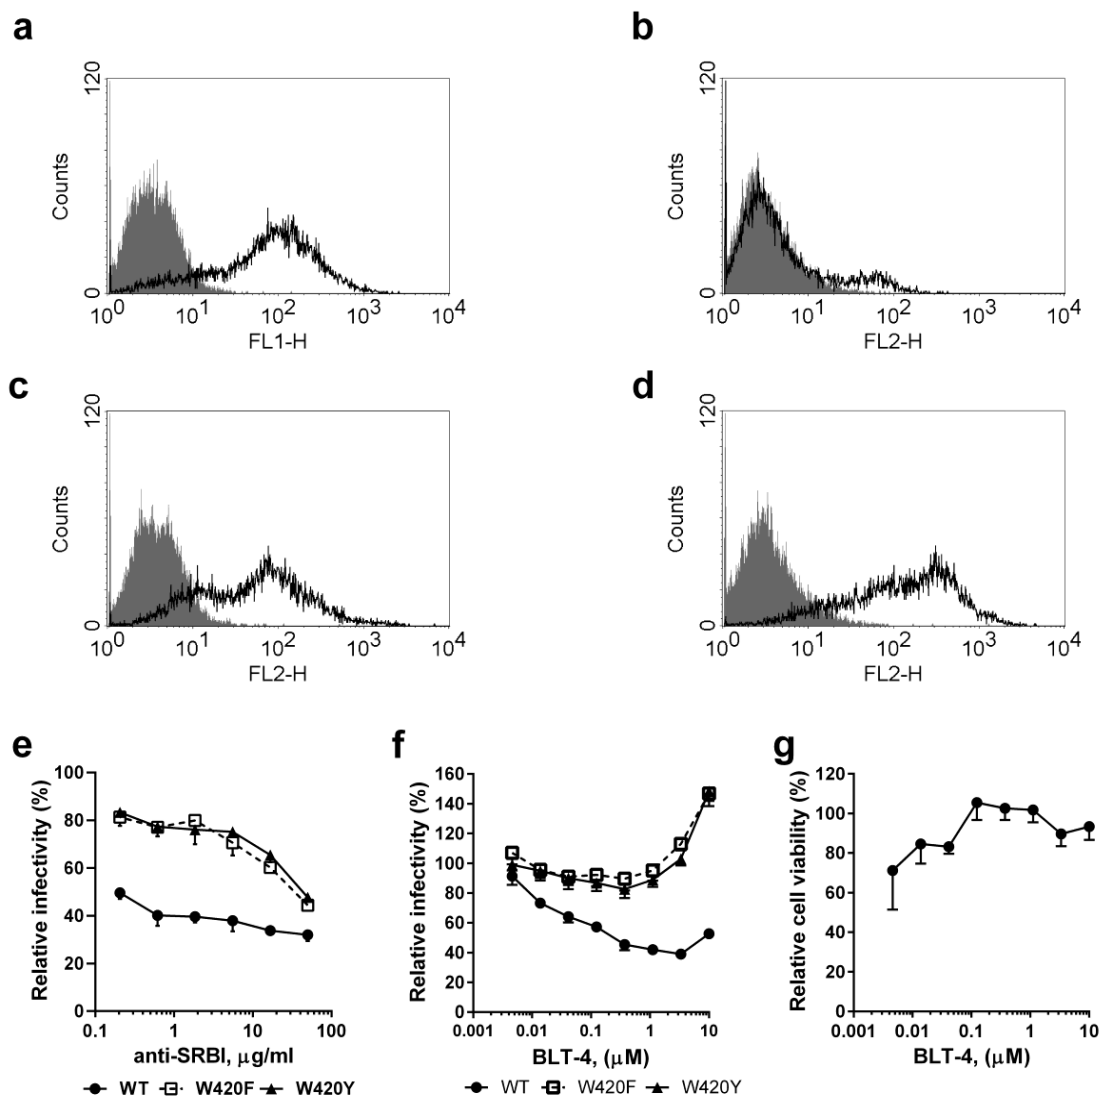 a
120
Counts
0
10^0 10^1 10^2 10^3 10^4
FL1-H
b
120
Counts
0
10^0 10^1 10^2 10^3 10^4
FL2-H
c
120
Counts
0
10^0 10^1 10^2 10^3 10^4
FL2-H
d
120
Counts
0
10^0 10^1 10^2 10^3 10^4
FL2-H
e
Relative infectivity (%)
100
80
60
40
20
0
0.1 1 10 100
anti-SRBI, μg/ml
WT W420F W420Y
f
Relative infectivity (%)
160
140
120
100
80
60
40
20
0
0.001 0.01 0.1 1 10
BLT-4, (μM)
WT W420F W420Y
g
Relative cell viability (%)
120
100
80
60
40
20
0
0.001 0.01 0.1 1 10
BLT-4, (μM)